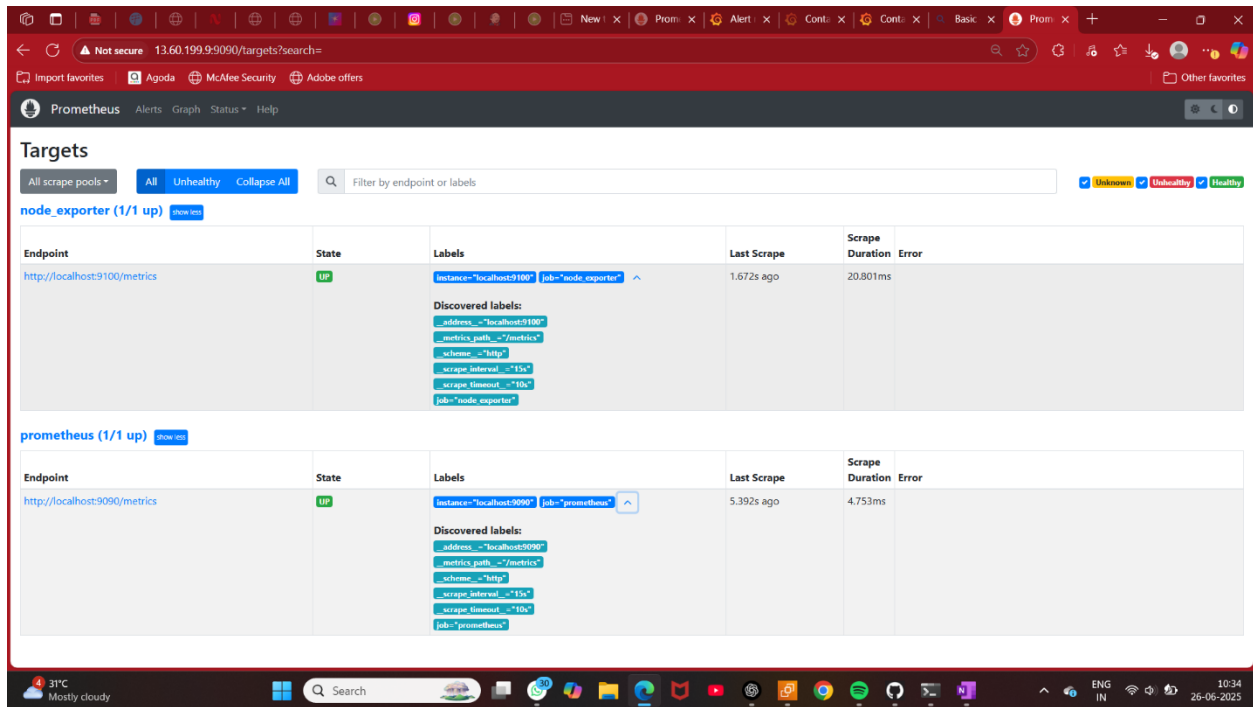 New t
Prom
Alert
Conta
Conta
Basic
Prom
Not secure 13.60.199.9:9090/targets?search=
Import favorites Agoda McAfee Security Adobe offers Other favorites
Prometheus Alerts Graph Status Help
Targets
All scrape pools All Unhealthy Collapse All Filter by endpoint or labels Unknown Unhealthy Healthy
node_exporter (1/1 up) show less
Endpoint State Labels Last Scrape Scrape Duration Error
http://localhost:9100/metrics UP instance="localhost:9100" job="node_exporter" 1.672s ago 20.801ms
Discovered labels:
__address__="localhost:9100"
__metrics_path__="/metrics"
__scheme__="http"
__scrape_interval__="15s"
__scrape_timeout__="10s"
job="node_exporter"
prometheus (1/1 up) show less
Endpoint State Labels Last Scrape Scrape Duration Error
http://localhost:9090/metrics UP instance="localhost:9090" job="prometheus" 5.392s ago 4.753ms
Discovered labels:
__address__="localhost:9090"
__metrics_path__="/metrics"
__scheme__="http"
__scrape_interval__="15s"
__scrape_timeout__="10s"
job="prometheus"
4 31°C
Mostly cloudy
Search
30
ENG
IN
10:34
26-06-2025